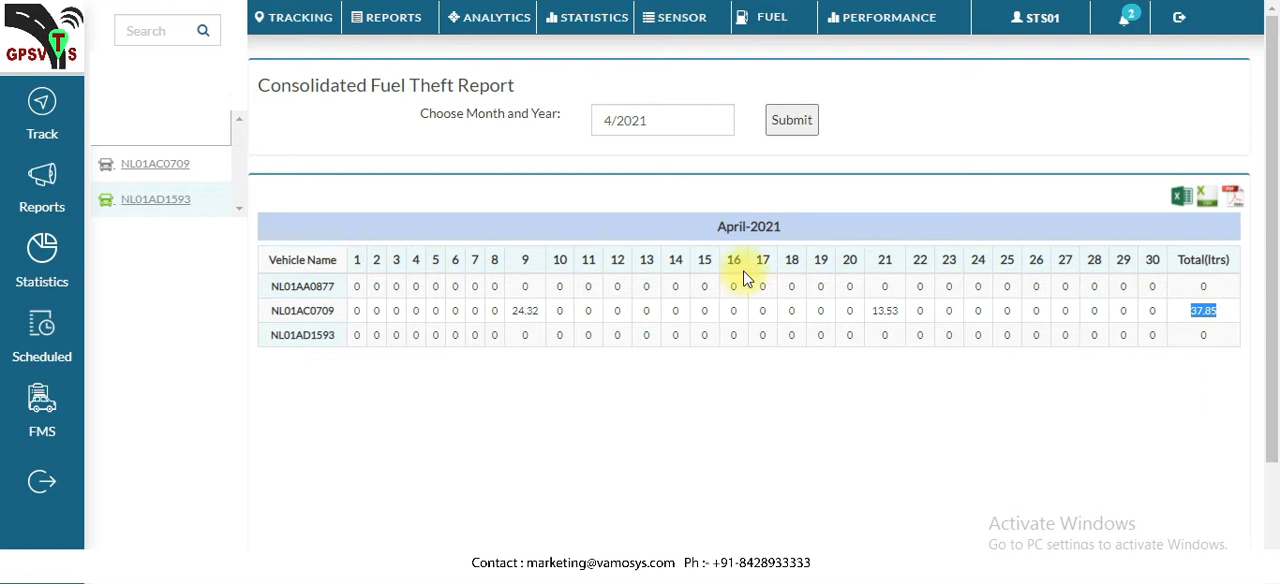 GPSVTS
Search
TRACKING REPORTS ANALYTICS STATISTICS SENSOR FUEL PERFORMANCE STS01 2
Track
Reports
Statistics
Scheduled
FMS
NL01AC0709
NL01AD1593
Consolidated Fuel Theft Report
Choose Month and Year: 4/2021 Submit
April-2021
Vehicle Name 1 2 3 4 5 6 7 8 9 10 11 12 13 14 15 16 17 18 19 20 21 22 23 24 25 26 27 28 29 30 Total(ltrs)
NL01AA0877 0 0 0 0 0 0 0 0 0 0 0 0 0 0 0 0 0 0 0 0 0 0 0 0 0 0 0 0 0 0 0
NL01AC0709 0 0 0 0 0 0 0 0 24.32 0 0 0 0 0 0 0 0 0 0 0 13.53 0 0 0 0 0 0 0 0 0 37.85
NL01AD1593 0 0 0 0 0 0 0 0 0 0 0 0 0 0 0 0 0 0 0 0 0 0 0 0 0 0 0 0 0 0 0
Activate Windows
Go to PC settings to activate Windows.
Contact : marketing@vamosys.com Ph :- +91-8428933333